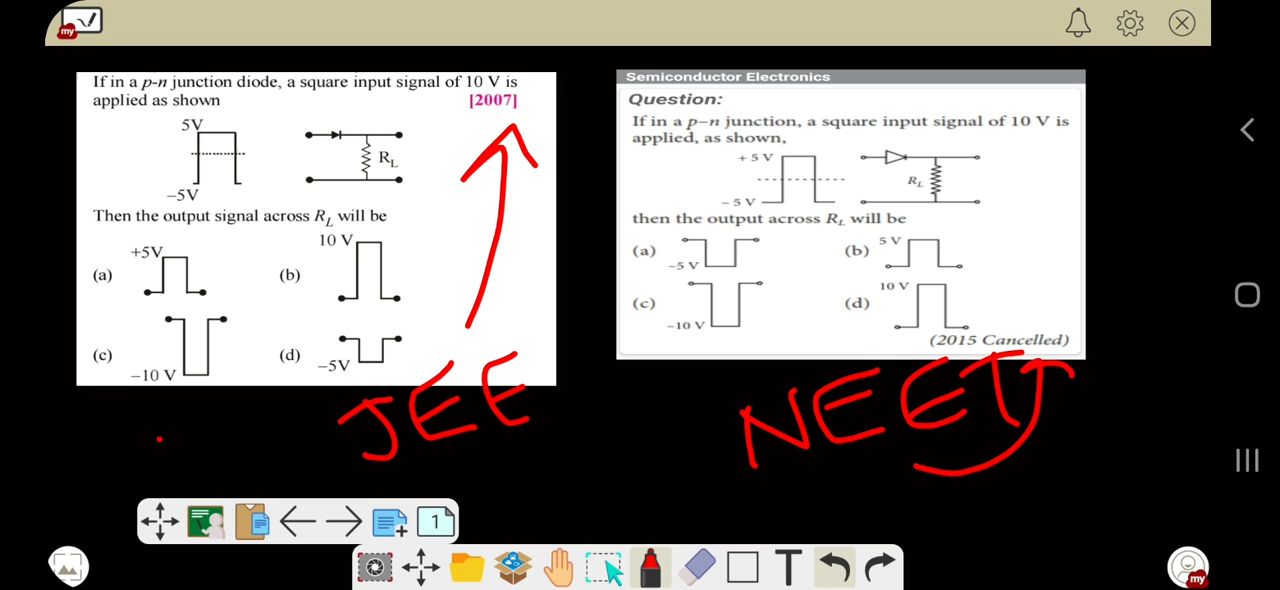 my
If in a p-n junction diode, a square input signal of 10 V is
applied as shown
[2007]
5V
–5V
RL
Then the output signal across RL will be
(a)
+5V
(b)
10 V
(c)
–10 V
(d)
–5V
JEE
Semiconductor Electronics
Question:
If in a p–n junction, a square input signal of 10 V is
applied, as shown,
+ 5 V
– 5 V
RL
then the output across RL will be
(a)
–5 V
(b)
5 V
(c)
–10 V
(d)
10 V
(2015 Cancelled)
NEET
1
T
my